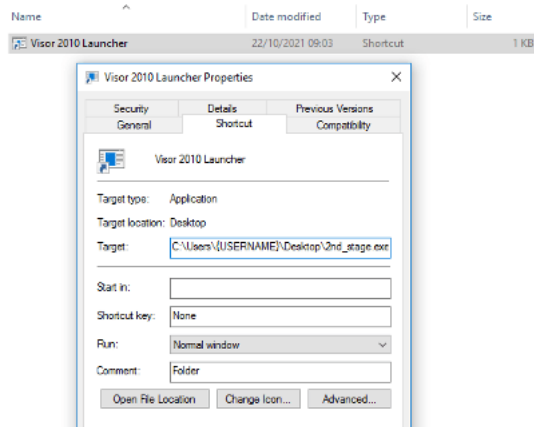 Name Date modified Type Size
Visor 2010 Launcher 22/10/2021 09:03 Shortcut 1 KB
Visor 2010 Launcher Properties
Security Details Previous Versions
General Shortcut Compatibility
Visor 2010 Launcher
Target type: Application
Target location: Desktop
Target: C:\Users\{USERNAME}\Desktop\2nd_stage.exe
Start in:
Shortcut key: None
Run: Normal window
Comment: Folder
Open File Location Change Icon... Advanced...